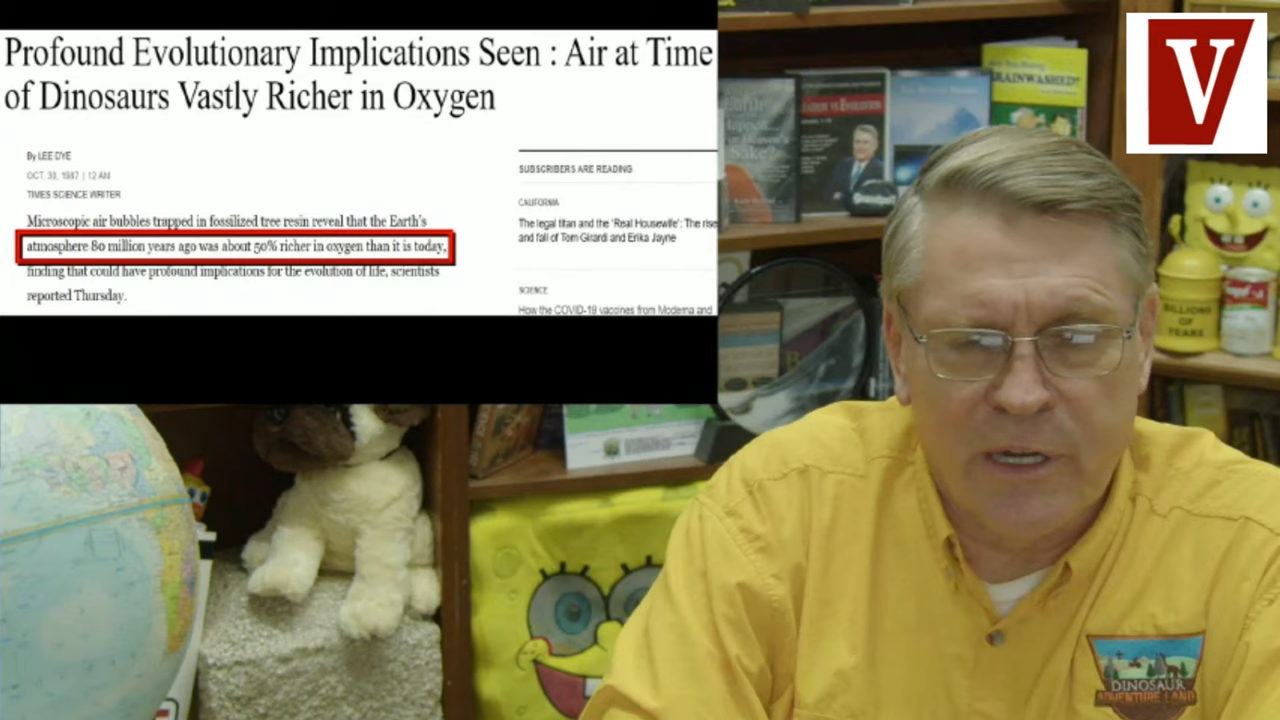 Profound Evolutionary Implications Seen : Air at Time
of Dinosaurs Vastly Richer in Oxygen
By LEE DYE
OCT. 30, 1987 | 12 AM
TIMES SCIENCE WRITER
Microscopic air bubbles trapped in fossilized tree resin reveal that the Earth's
atmosphere 80 million years ago was about 50% richer in oxygen than it is today,
finding that could have profound implications for the evolution of life, scientists
reported Thursday.
SUBSCRIBERS ARE READING
CALIFORNIA
The legal titan and the 'Real Housewife': The rise
and fall of Tom Girardi and Erika Jayne
SCIENCE
How the COVID-19 vaccines from Moderna and
V
BILLIONS
OF
YEARS
DINOSAUR
ADVENTURE LAND